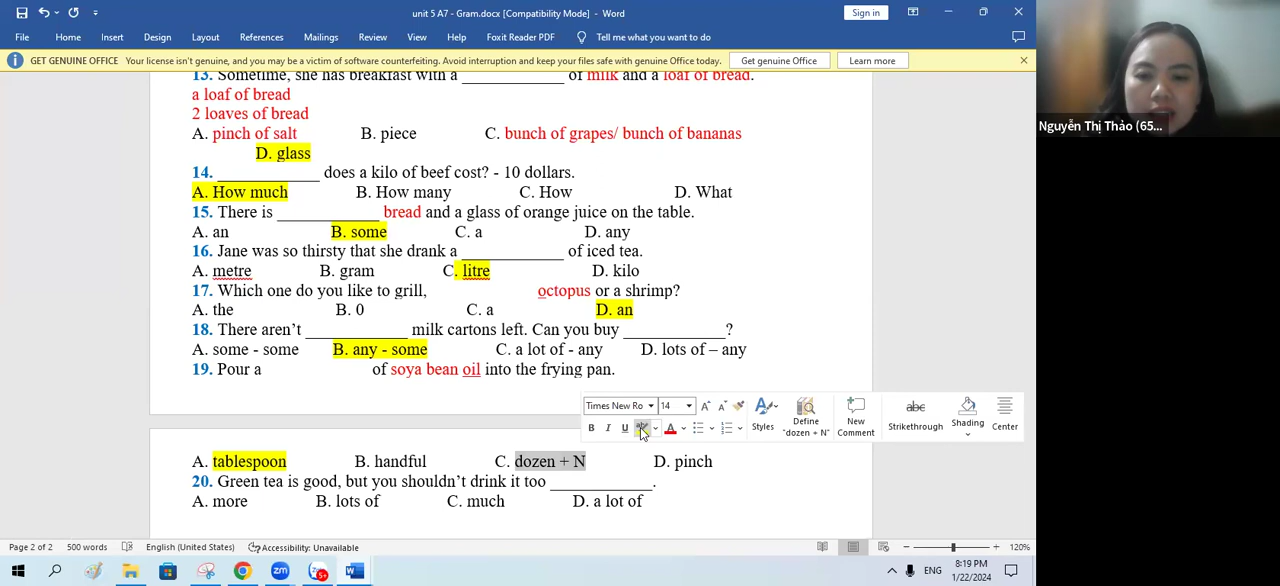 unit 5 A7 - Gram.docx [Compatibility Mode] - Word
Sign in
File Home Insert Design Layout References Mailings Review View Help Foxit Reader PDF Tell me what you want to do
GET GENUINE OFFICE Your license isn't genuine, and you may be a victim of software counterfeiting. Avoid interruption and keep your files safe with genuine Office today. Get genuine Office Learn more
13. Sometime, she has breakfast with a ____________ of milk and a loaf of bread.
a loaf of bread
2 loaves of bread
A. pinch of salt B. piece C. bunch of grapes/ bunch of bananas
D. glass
14. ____________ does a kilo of beef cost? - 10 dollars.
A. How much B. How many C. How D. What
15. There is ____________ bread and a glass of orange juice on the table.
A. an B. some C. a D. any
16. Jane was so thirsty that she drank a ____________ of iced tea.
A. metre B. gram C. litre D. kilo
17. Which one do you like to grill, octopus or a shrimp?
A. the B. 0 C. a D. an
18. There aren't ____________ milk cartons left. Can you buy ____________?
A. some - some B. any - some C. a lot of - any D. lots of – any
19. Pour a of soya bean oil into the frying pan.
Times New Ro 14
B I U abc A Styles Define "dozen + N" New Comment abc Strikethrough Shading Center
A. tablespoon B. handful C. dozen + N D. pinch
20. Green tea is good, but you shouldn't drink it too ____________.
A. more B. lots of C. much D. a lot of
Page 2 of 2 500 words English (United States) Accessibility: Unavailable 120%
zm 5+ ENG 8:19 PM
1/22/2024
Nguyễn Thị Thảo (65...